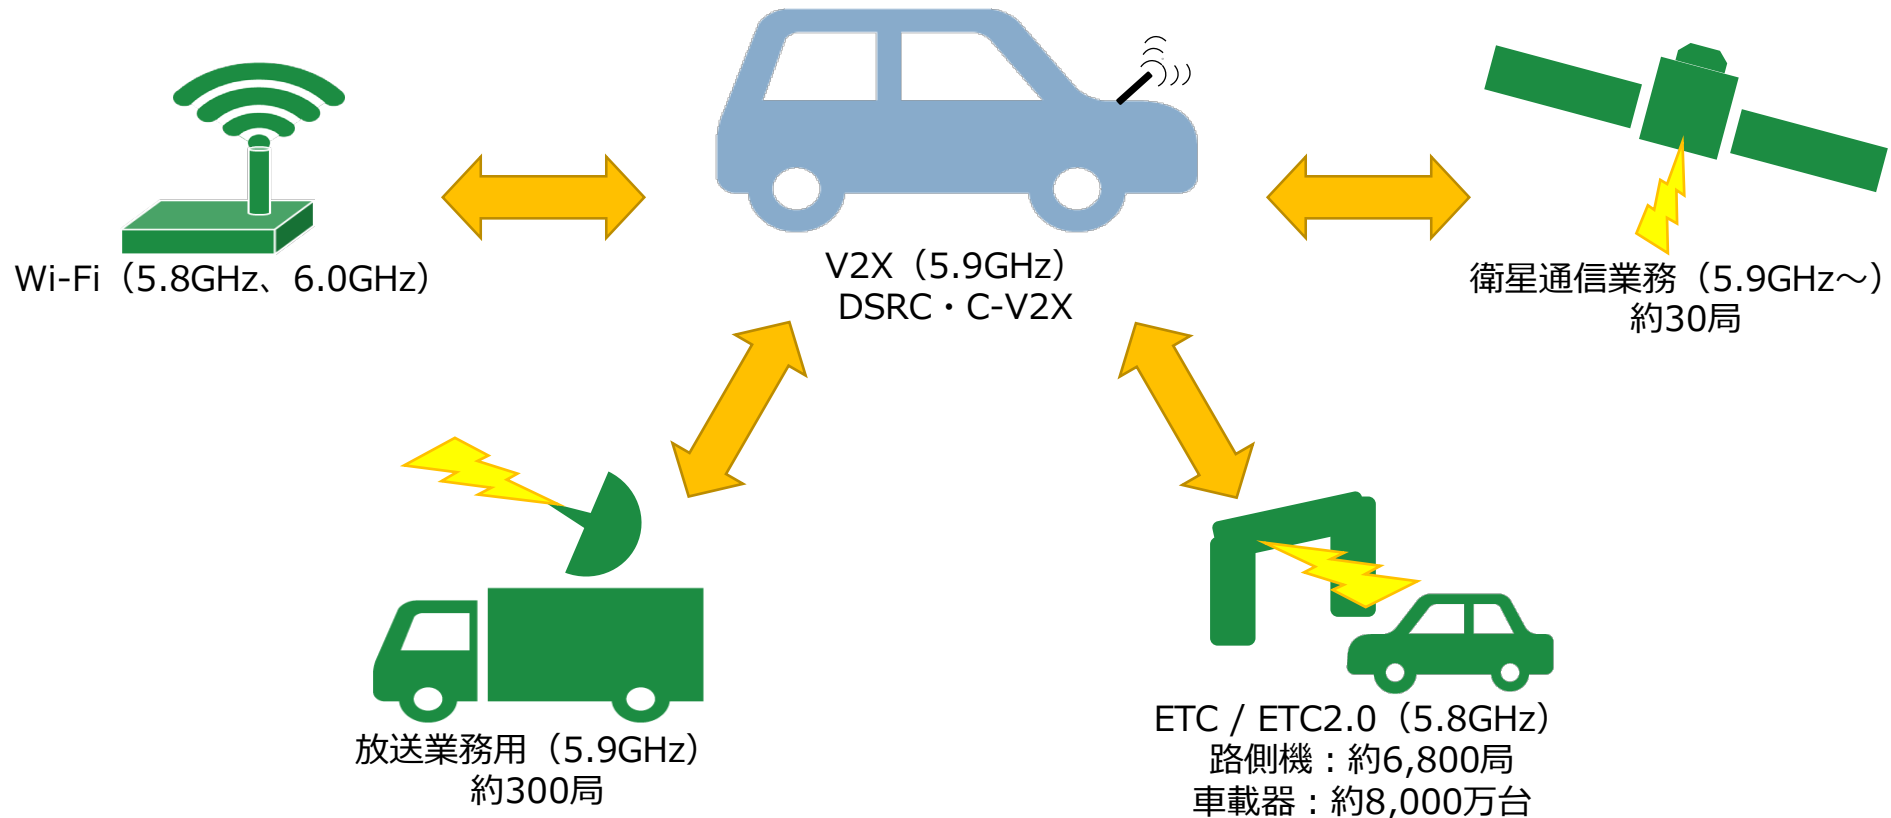 Wi-Fi（5.8GHz、6.0GHz）
V2X（5.9GHz）
DSRC・C-V2X
衛星通信業務（5.9GHz～）
約30局
放送業務用（5.9GHz）
約300局
ETC / ETC2.0（5.8GHz）
路側機：約6,800局
車載器：約8,000万台